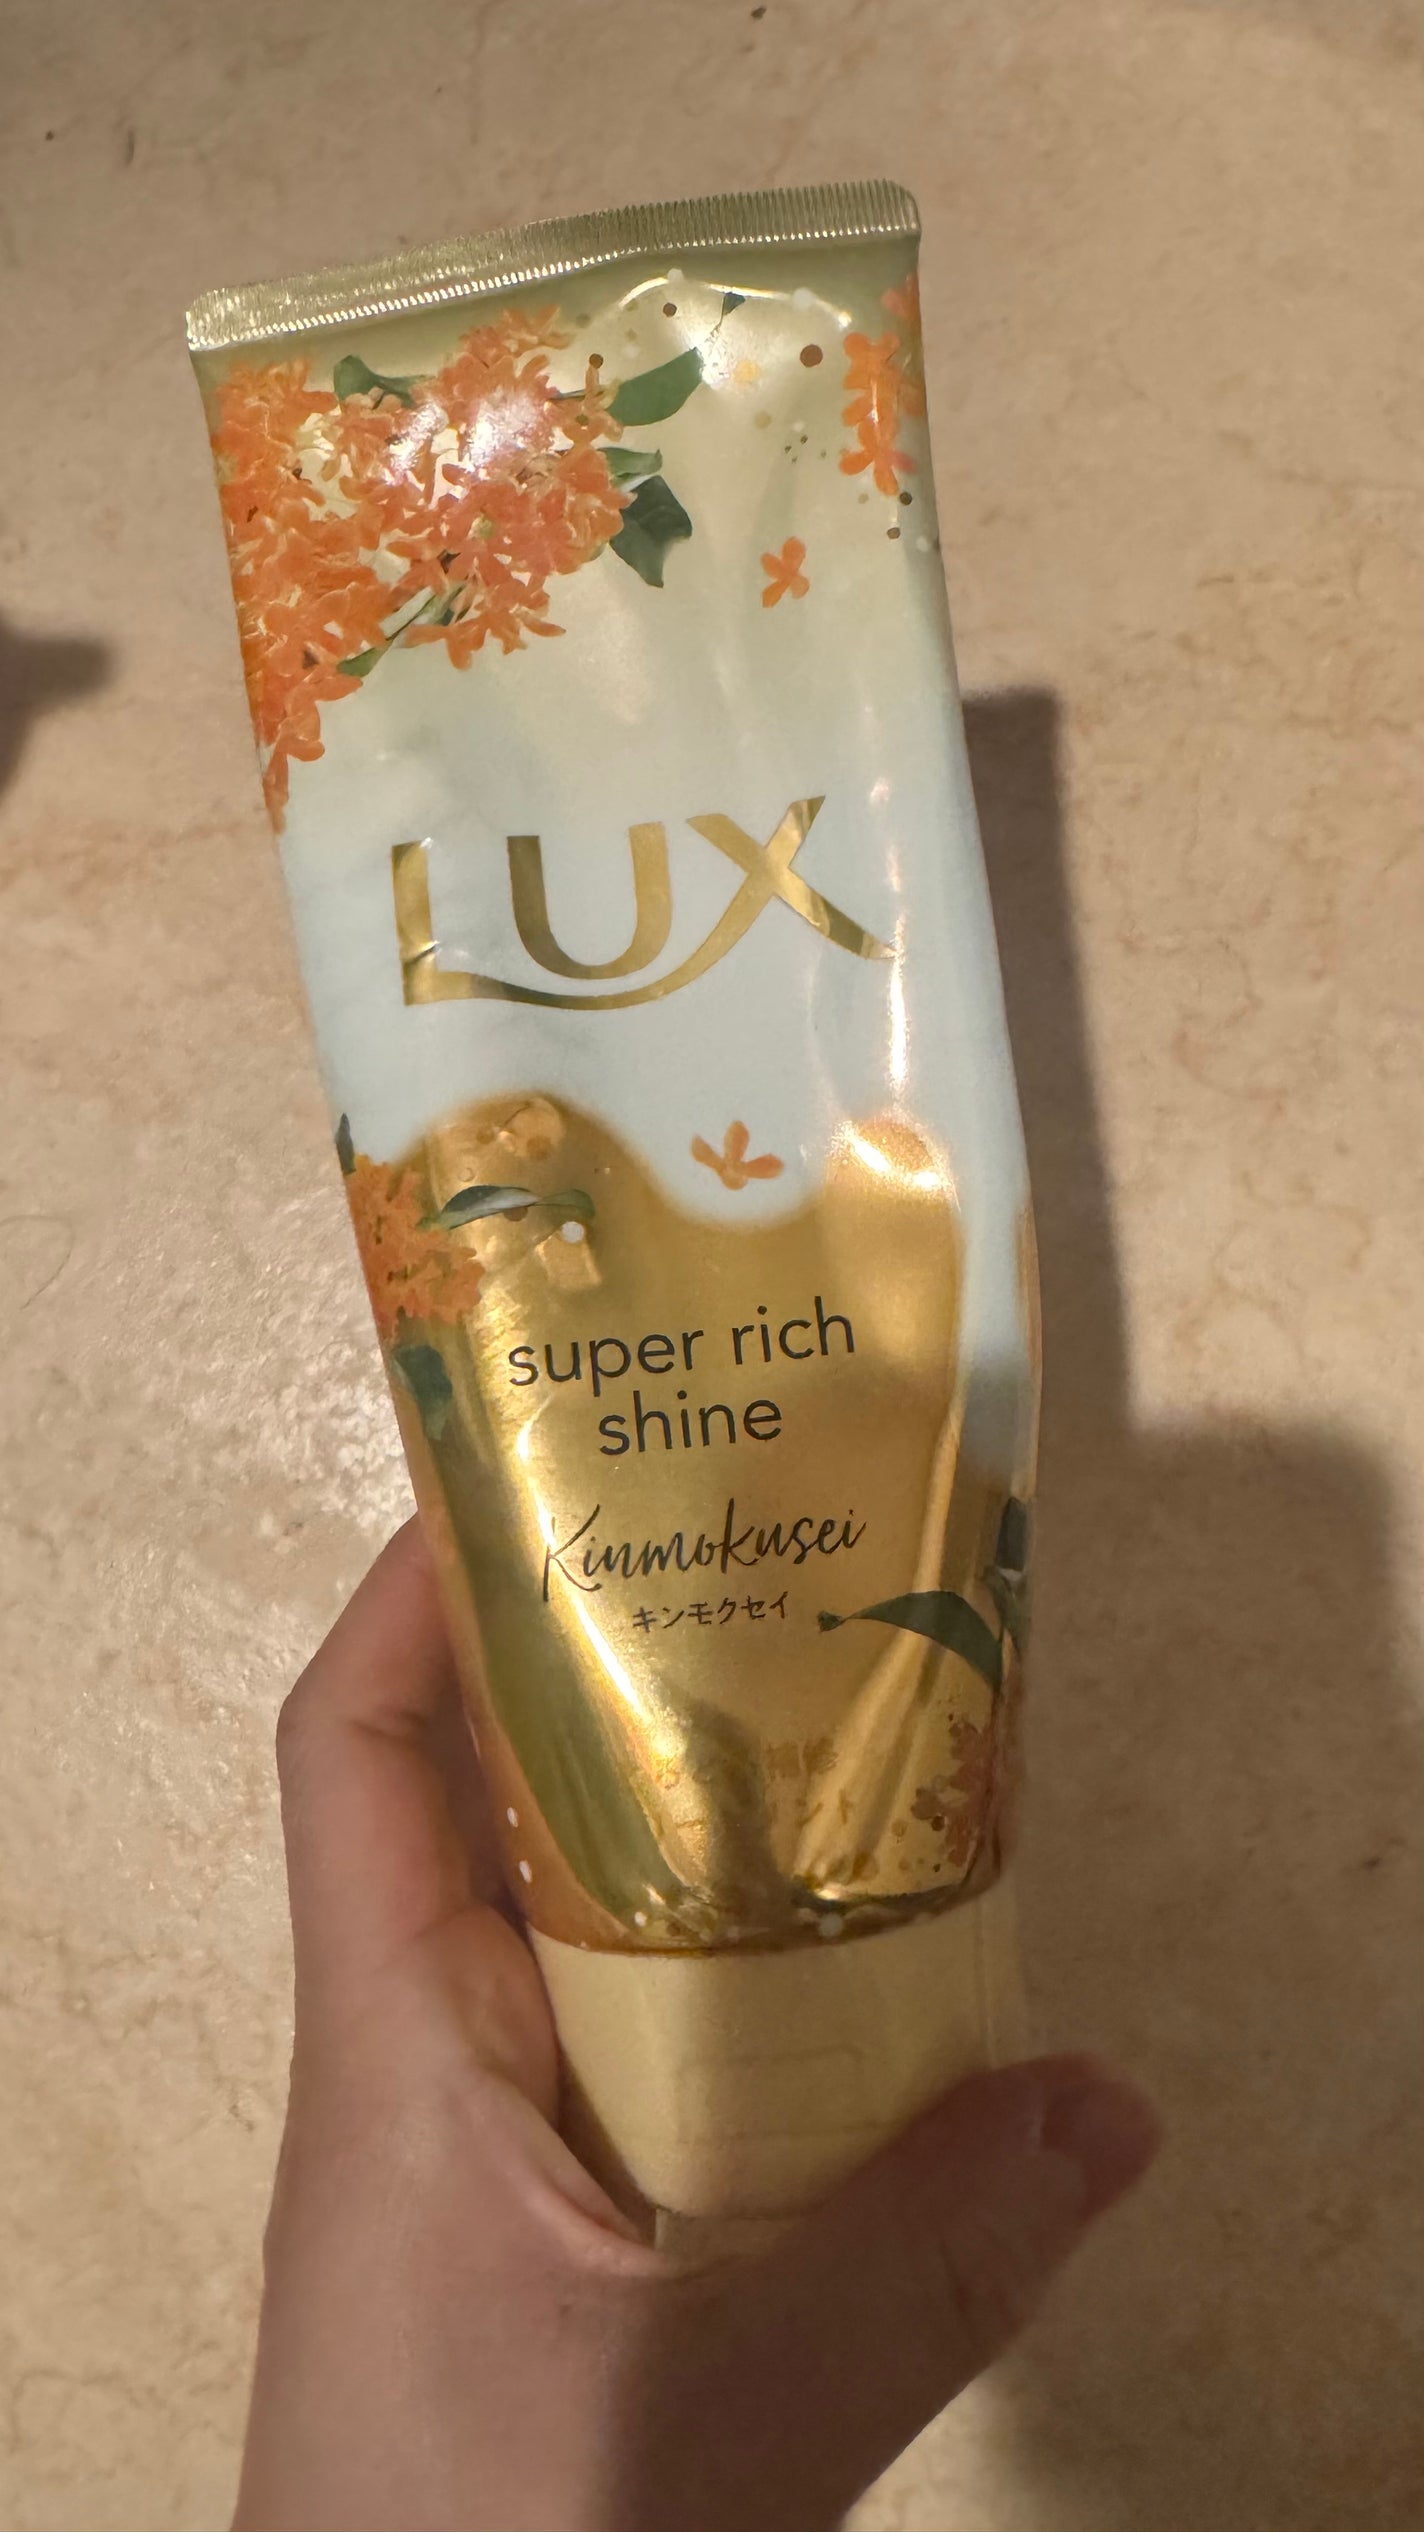 LUX
super rich
shine
Kinmokusei
キンモクセイ